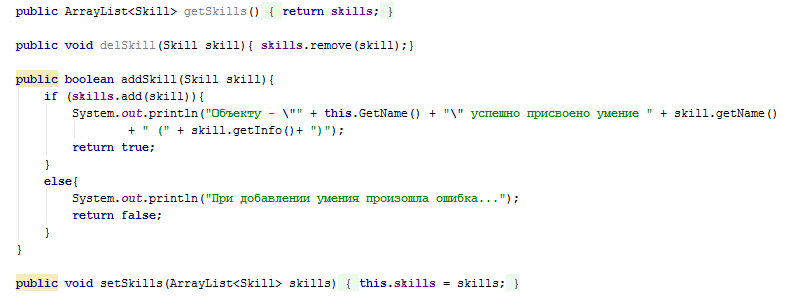 public ArrayList<Skill> getSkills() { return skills; }
public void delSkill(Skill skill){ skills.remove(skill);}
public boolean addSkill(Skill skill){
if (skills.add(skill)){
System.out.println("Объекту - \"" + this.GetName() + "\" успешно присвоено умение " + skill.getName()
+ " (" + skill.getInfo()+ ")");
return true;
}
else{
System.out.println("При добавлении умения произошла ошибка...");
return false;
}
}
public void setSkills(ArrayList<Skill> skills) { this.skills = skills; }